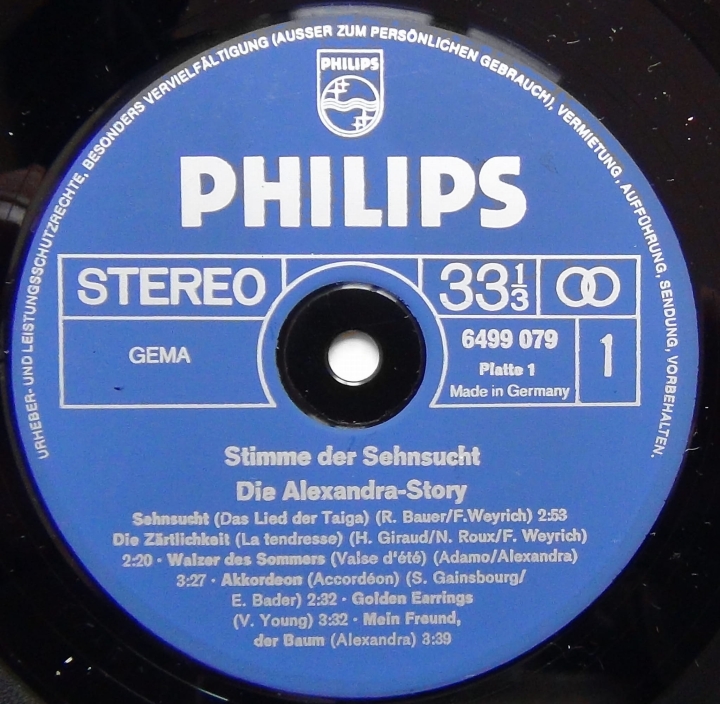 URHEBER- UND LEISTUNGSSCHUTZRECHTE, BESONDERS VERVIELFÄLTIGUNG (AUSSER ZUM PERSÖNLICHEN GEBRAUCH), VERMIETUNG, AUFFÜHRUNG, SENDUNG, VORBEHALTEN.
PHILIPS
PHILIPS
STEREO
33 1/3
GEMA
6499 079
Platte 1
Made in Germany
1
Stimme der Sehnsucht
Die Alexandra-Story
Sehnsucht (Das Lied der Taiga) (R. Bauer/F.Weyrich) 2:53
Die Zärtlichkeit (La tendresse) (H. Giraud/N. Roux/F. Weyrich)
2:20 · Walzer des Sommers (Valse d'été) (Adamo/Alexandra)
3:27 · Akkordeon (Accordéon) (S. Gainsbourg/
E. Bader) 2:32 · Golden Earrings
(V. Young) 3:32 · Mein Freund,
der Baum (Alexandra) 3:39